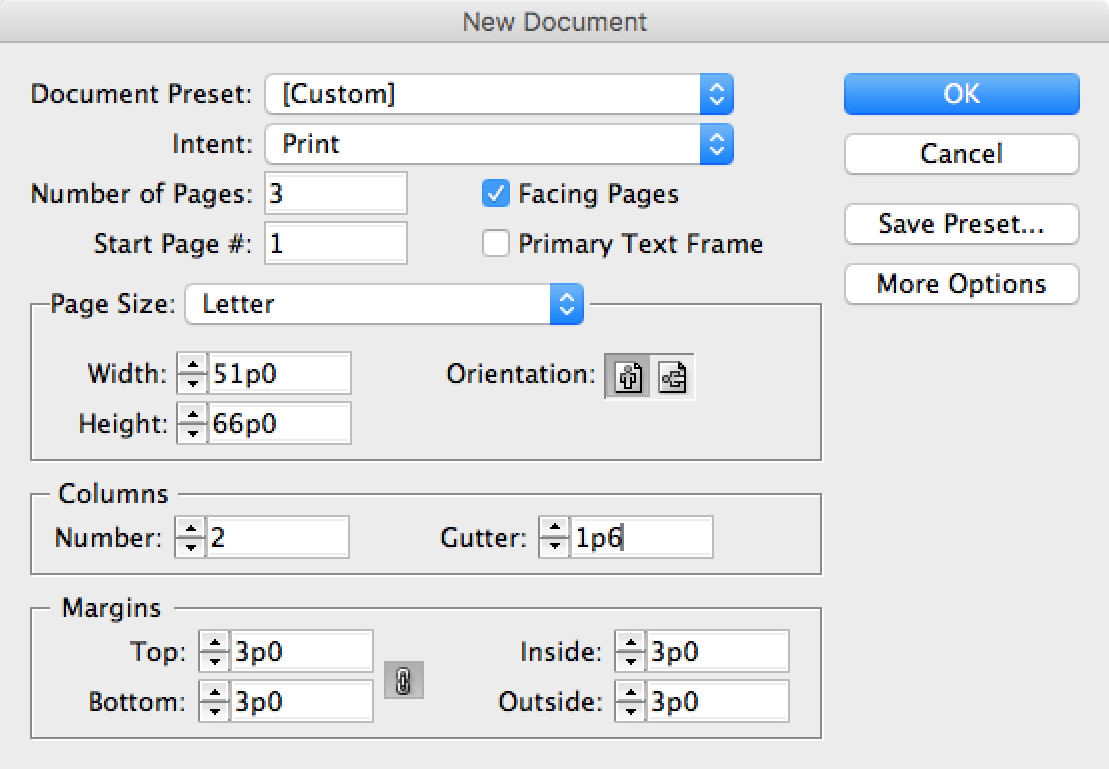 New Document
Document Preset: [Custom] OK
Intent: Print Cancel
Number of Pages: 3 Facing Pages Save Preset...
Start Page #: 1 Primary Text Frame More Options
Page Size: Letter
Width: 51p0 Orientation:
Height: 66p0
Columns
Number: 2 Gutter: 1p6
Margins
Top: 3p0 Inside: 3p0
Bottom: 3p0 Outside: 3p0